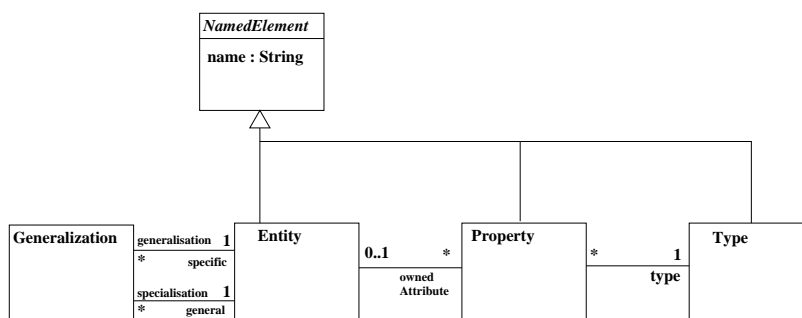 NamedElement
name : String
Generalization
generalisation 1
* specific
specialisation 1
* general
Entity
0..1 *
owned
Attribute
Property
* 1
type
Type